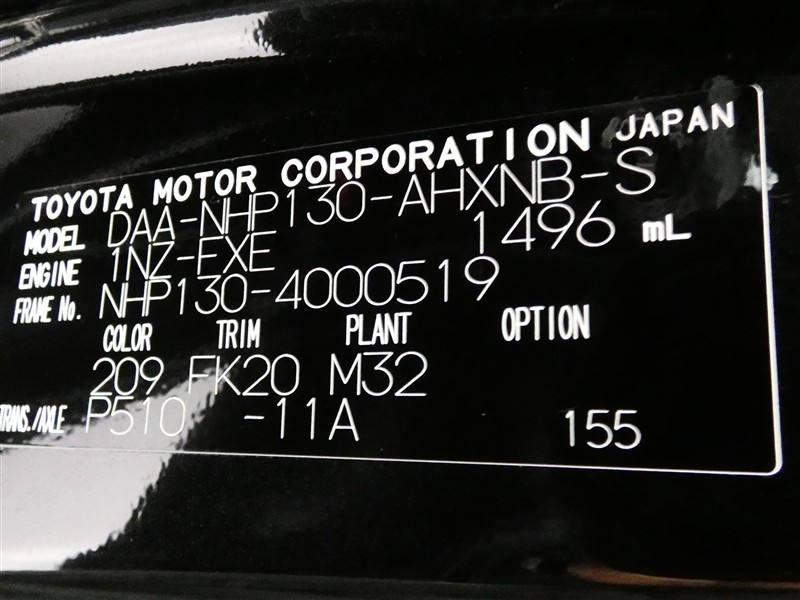 TOYOTA MOTOR CORPORATION JAPAN
MODEL DAA-NHP130-AHXNB-S
ENGINE 1NZ-FXE 1496 mL
FRAME No. NHP130-4000519
COLOR TRIM PLANT OPTION
209 FK20 M32
TRANS./AXLE P510 -11A 155